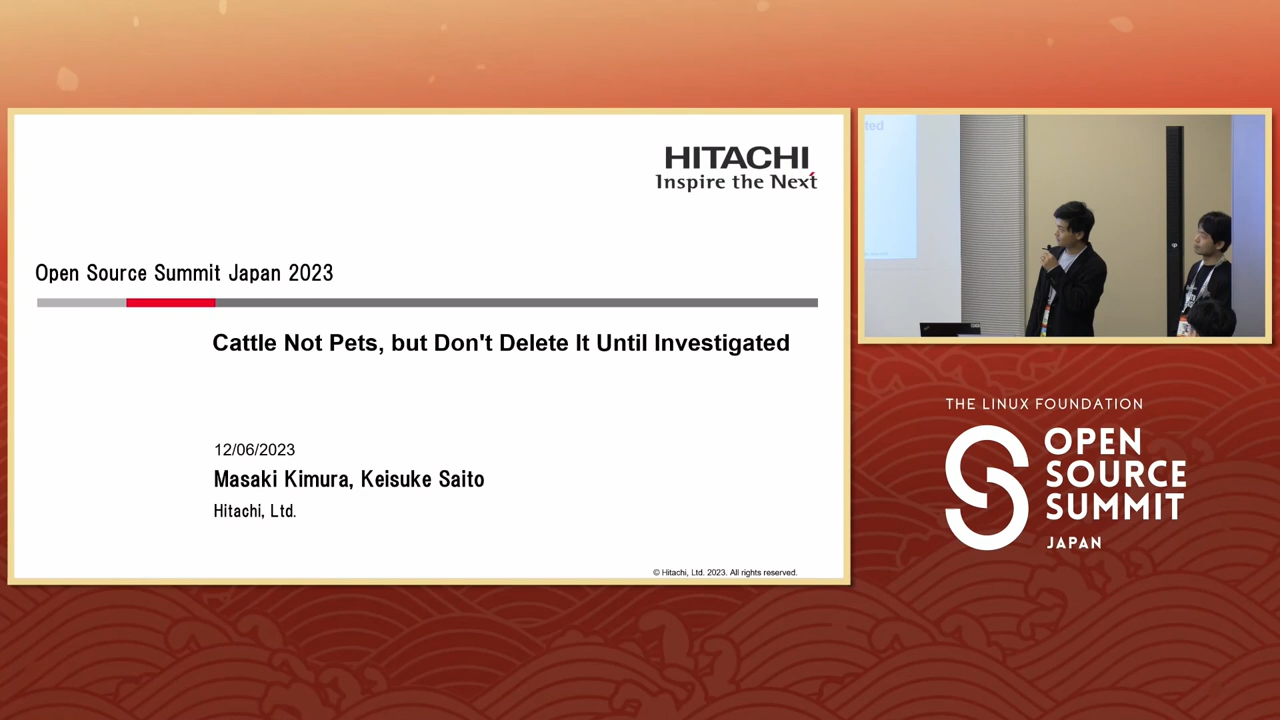 HITACHI
Inspire the Next
Open Source Summit Japan 2023
Cattle Not Pets, but Don't Delete It Until Investigated
12/06/2023
Masaki Kimura, Keisuke Saito
Hitachi, Ltd.
© Hitachi, Ltd. 2023. All rights reserved.
ted
THE LINUX FOUNDATION
OPEN
SOURCE
SUMMIT
JAPAN